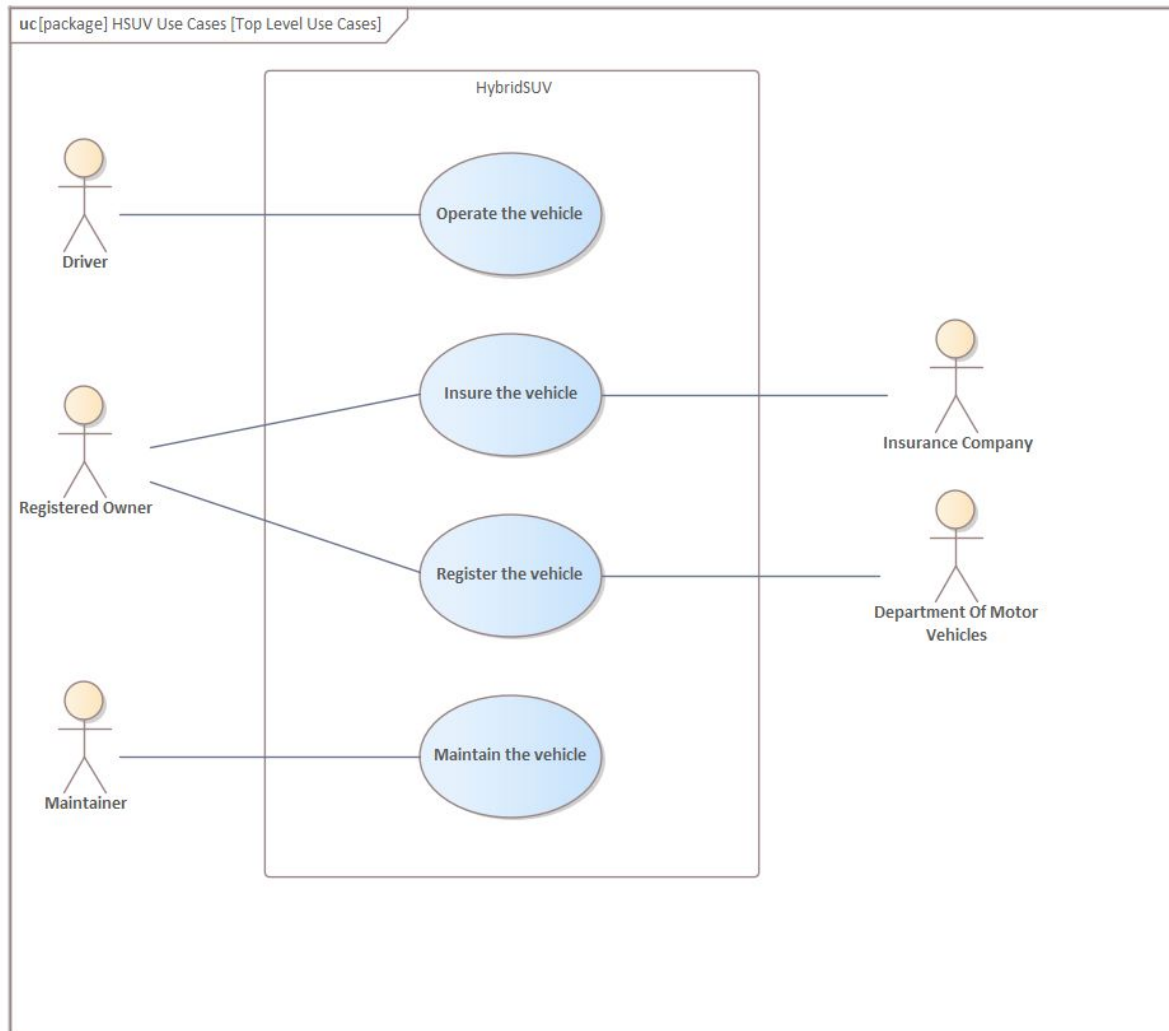 uc [package] HSUV Use Cases [Top Level Use Cases]
HybridSUV
Operate the vehicle
Driver
Insure the vehicle
Insurance Company
Registered Owner
Register the vehicle
Department Of Motor
Vehicles
Maintain the vehicle
Maintainer